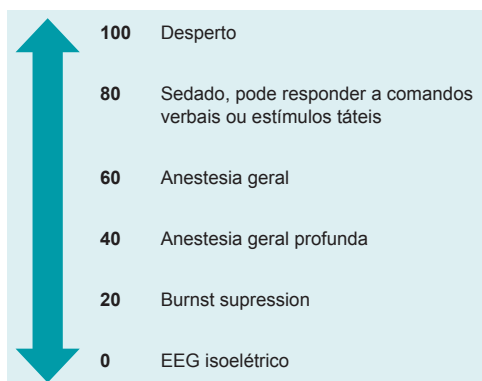 100 Desperto
80 Sedado, pode responder a comandos
verbais ou estímulos táteis
60 Anestesia geral
40 Anestesia geral profunda
20 Burnst supression
0 EEG isoelétrico